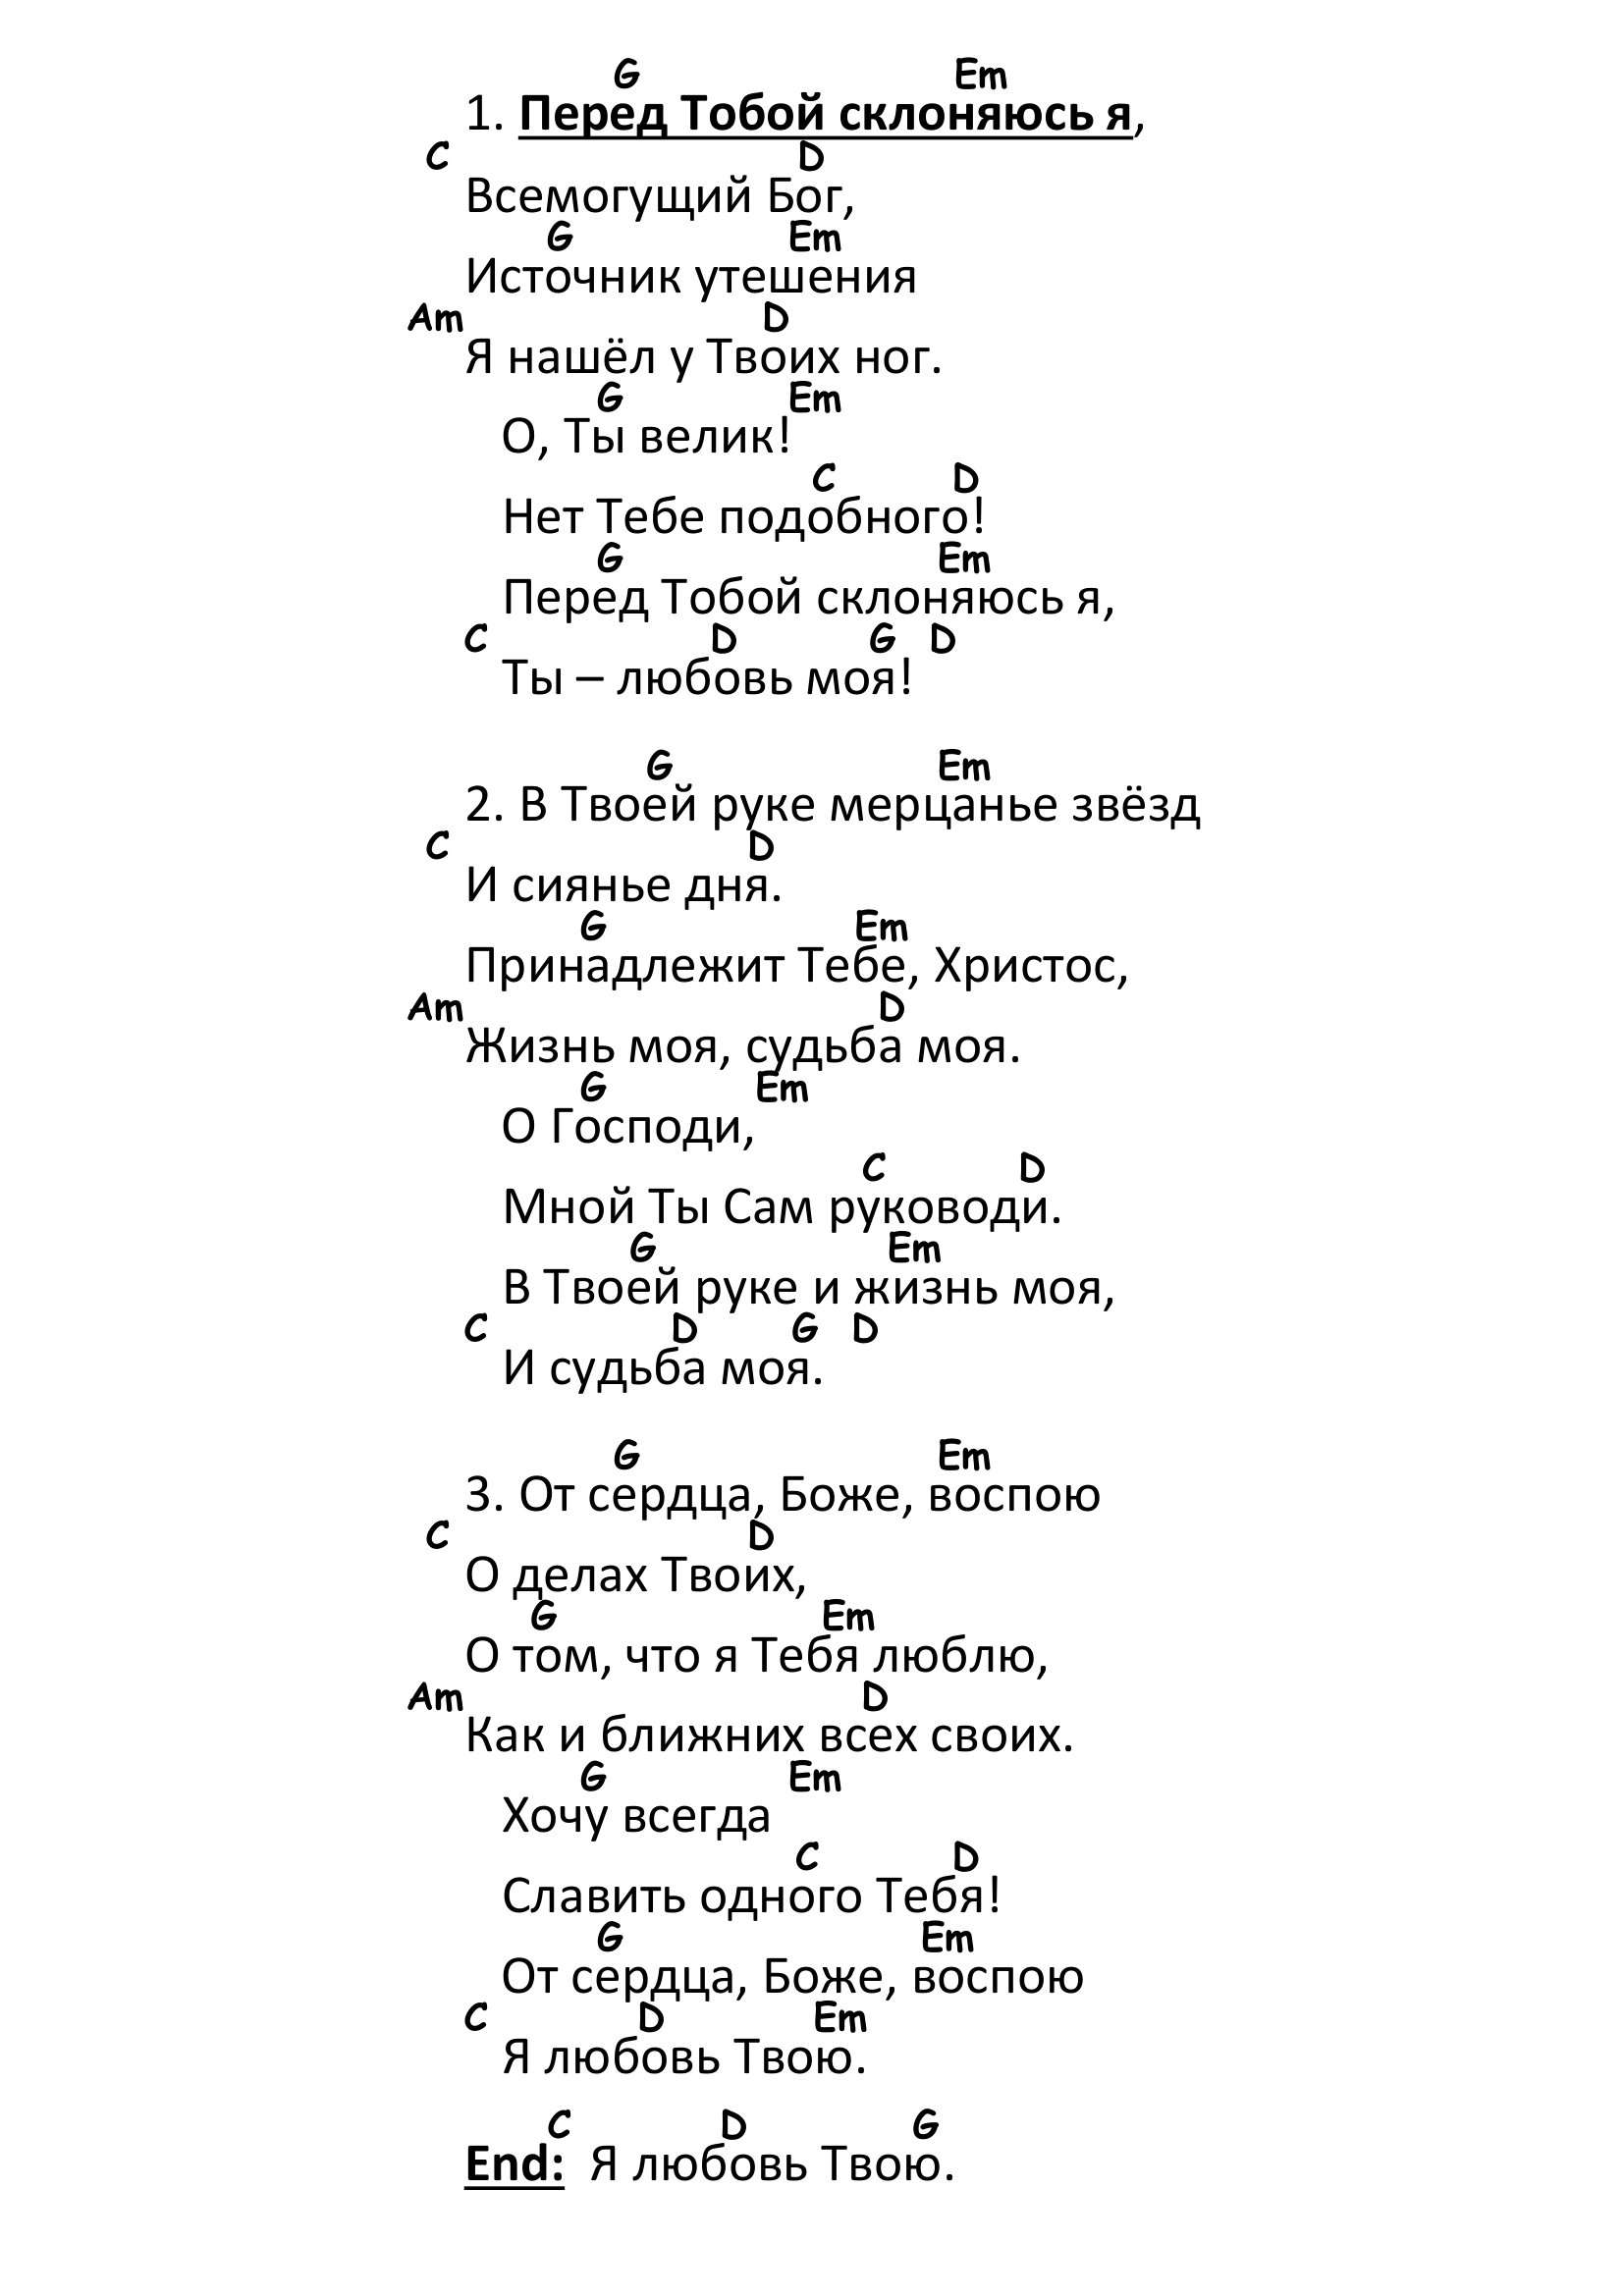 G Em
1. Перед Тобой склоняюсь я,
C D
Всемогущий Бог,
G Em
Источник утешения
Am D
Я нашёл у Твоих ног.
G Em
О, Ты велик!
C D
Нет Тебе подобного!
G Em
Перед Тобой склоняюсь я,
C D G D
Ты – любовь моя!
G Em
2. В Твоей руке мерцанье звёзд
C D
И сиянье дня.
G Em
Принадлежит Тебе, Христос,
Am D
Жизнь моя, судьба моя.
G Em
О Господи,
C D
Мной Ты Сам руководи.
G Em
В Твоей руке и жизнь моя,
C D G D
И судьба моя.
G Em
3. От сердца, Боже, воспою
C D
О делах Твоих,
G Em
О том, что я Тебя люблю,
Am D
Как и ближних всех своих.
G Em
Хочу всегда
C D
Славить одного Тебя!
G Em
От сердца, Боже, воспою
C D Em
Я любовь Твою.
C D G
End: Я любовь Твою.